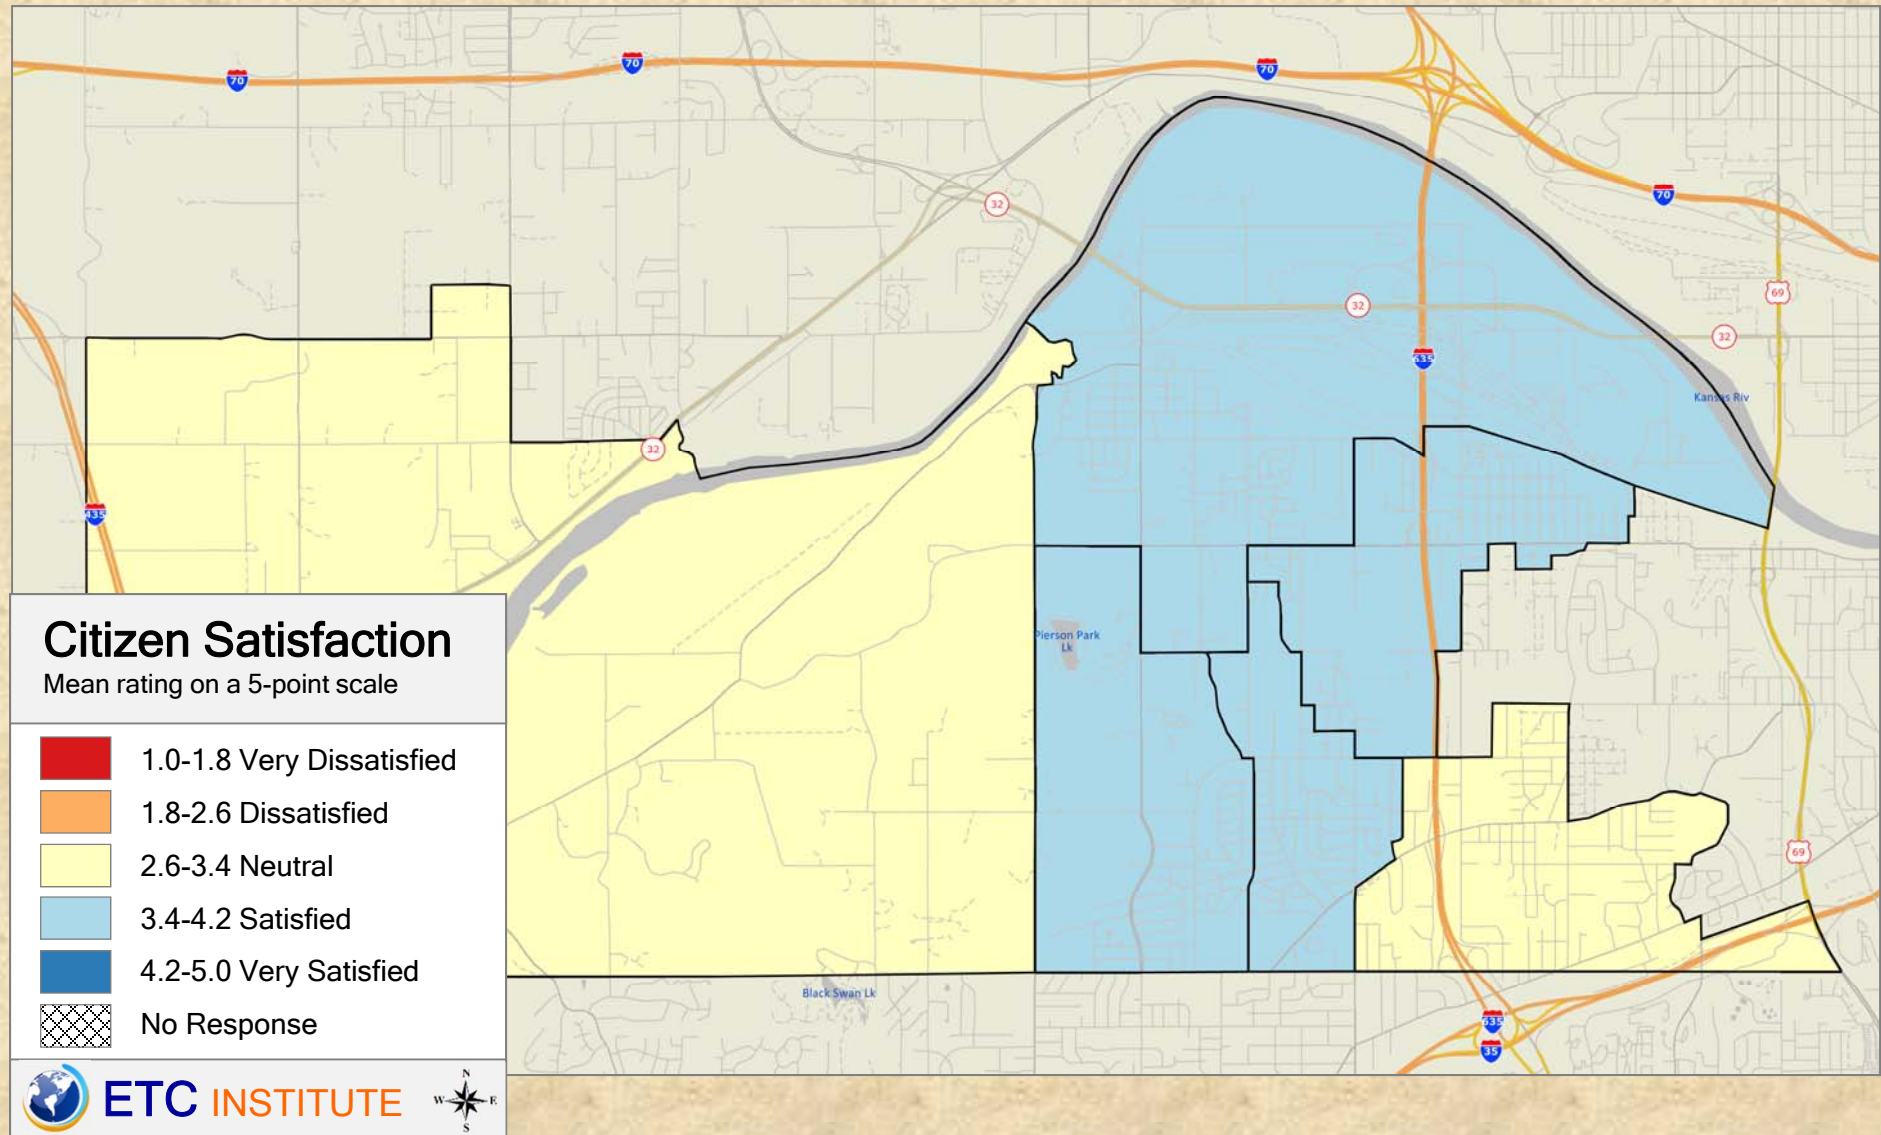 70
70
70
70
32
32
69
32
635
Kansas Riv
32
435
Pierson Park
Lk
Citizen Satisfaction
Mean rating on a 5-point scale
1.0-1.8 Very Dissatisfied
1.8-2.6 Dissatisfied
2.6-3.4 Neutral
3.4-4.2 Satisfied
4.2-5.0 Very Satisfied
No Response
69
Black Swan Lk
635
35
ETC INSTITUTE
N
W E
S